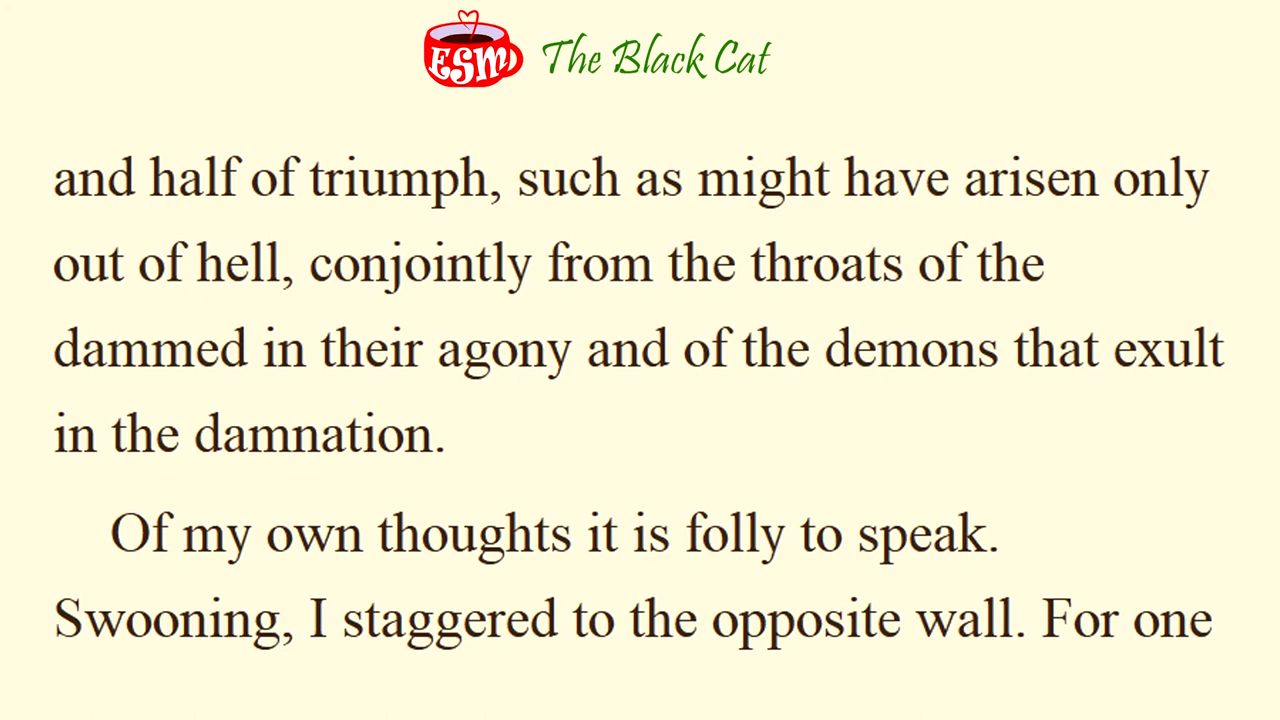 ESM The Black Cat
and half of triumph, such as might have arisen only
out of hell, conjointly from the throats of the
dammed in their agony and of the demons that exult
in the damnation.
Of my own thoughts it is folly to speak.
Swooning, I staggered to the opposite wall. For one